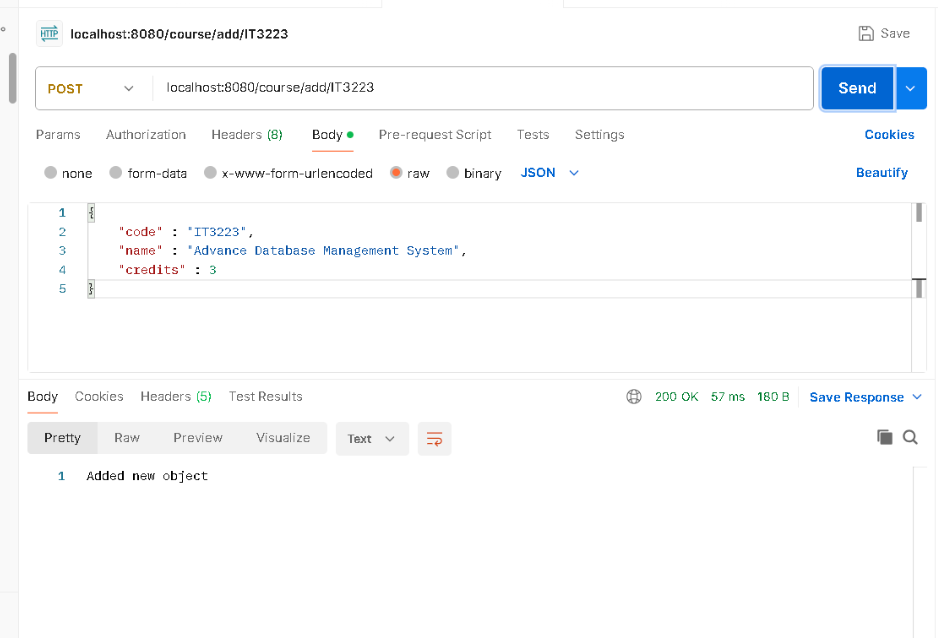 HTTP localhost:8080/course/add/IT3223 Save
POST localhost:8080/course/add/IT3223 Send
Params Authorization Headers (8) Body Pre-request Script Tests Settings Cookies
none form-data x-www-form-urlencoded raw binary JSON Beautify
1 {
2 "code" : "IT3223",
3 "name" : "Advance Database Management System",
4 "credits" : 3
5 }
Body Cookies Headers (5) Test Results 200 OK 57 ms 180 B Save Response
Pretty Raw Preview Visualize Text
1 Added new object